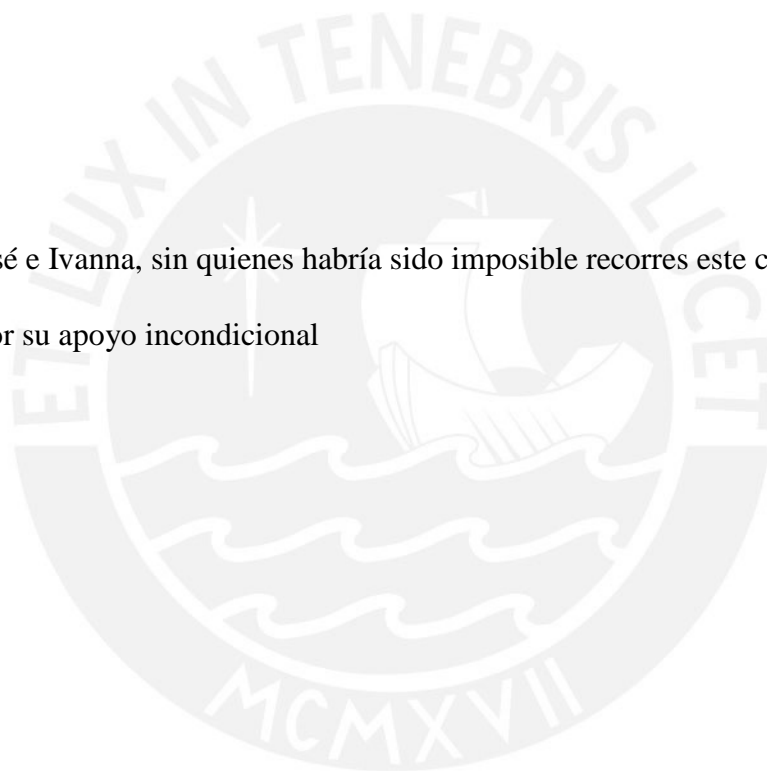 ET LUX IN TENEBRIS LUCET
sé e Ivanna, sin quienes habría sido imposible recorres este c
or su apoyo incondicional
MCMXVII